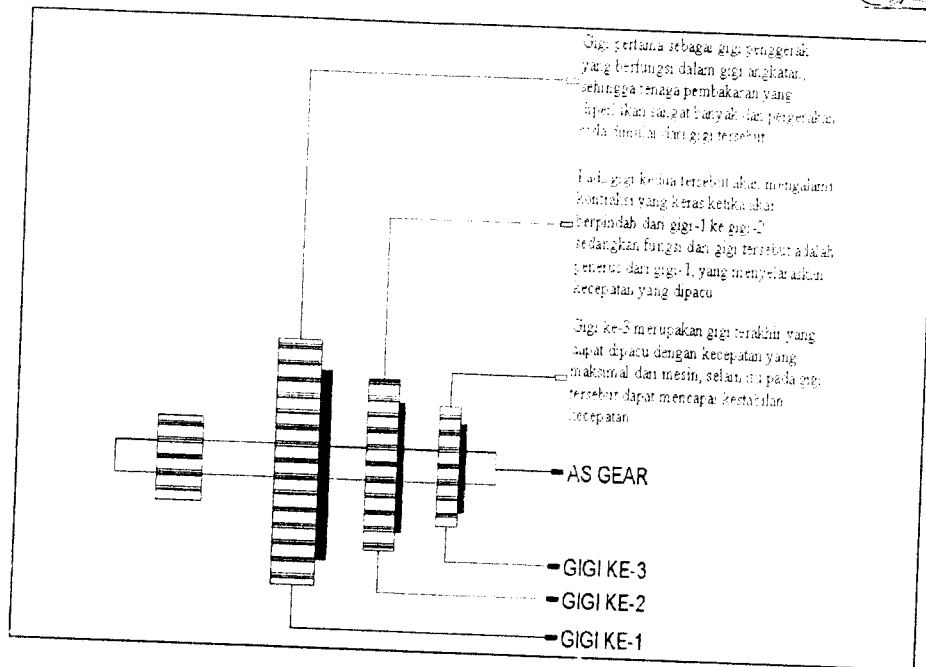 Gigi pertama sebagai gigi penggerak
yang berfungsi dalam gigi angkatan,
sehingga tenaga pembakaran yang
diperlukan sangat banyak dan pergerakan
roda dimulai dari gigi tersebut
Pada gigi kedua tersebut akan mengalami
kontraksi yang keras ketika akan
berpindah dari gigi-1 ke gigi-2
sedangkan fungsi dari gigi tersebut adalah
penerus dari gigi-1, yang menyelaraskan
kecepatan yang dipacu
Gigi ke-3 merupakan gigi terakhir yang
dapat dipacu dengan kecepatan yang
maksimal dari mesin, selain itu pada gigi
tersebut dapat mencapai kestabilan
kecepatan
AS GEAR
GIGI KE-3
GIGI KE-2
GIGI KE-1